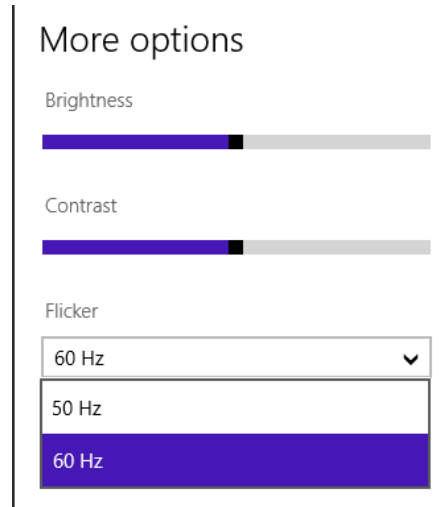 More options
Brightness
Contrast
Flicker
60 Hz
50 Hz
60 Hz